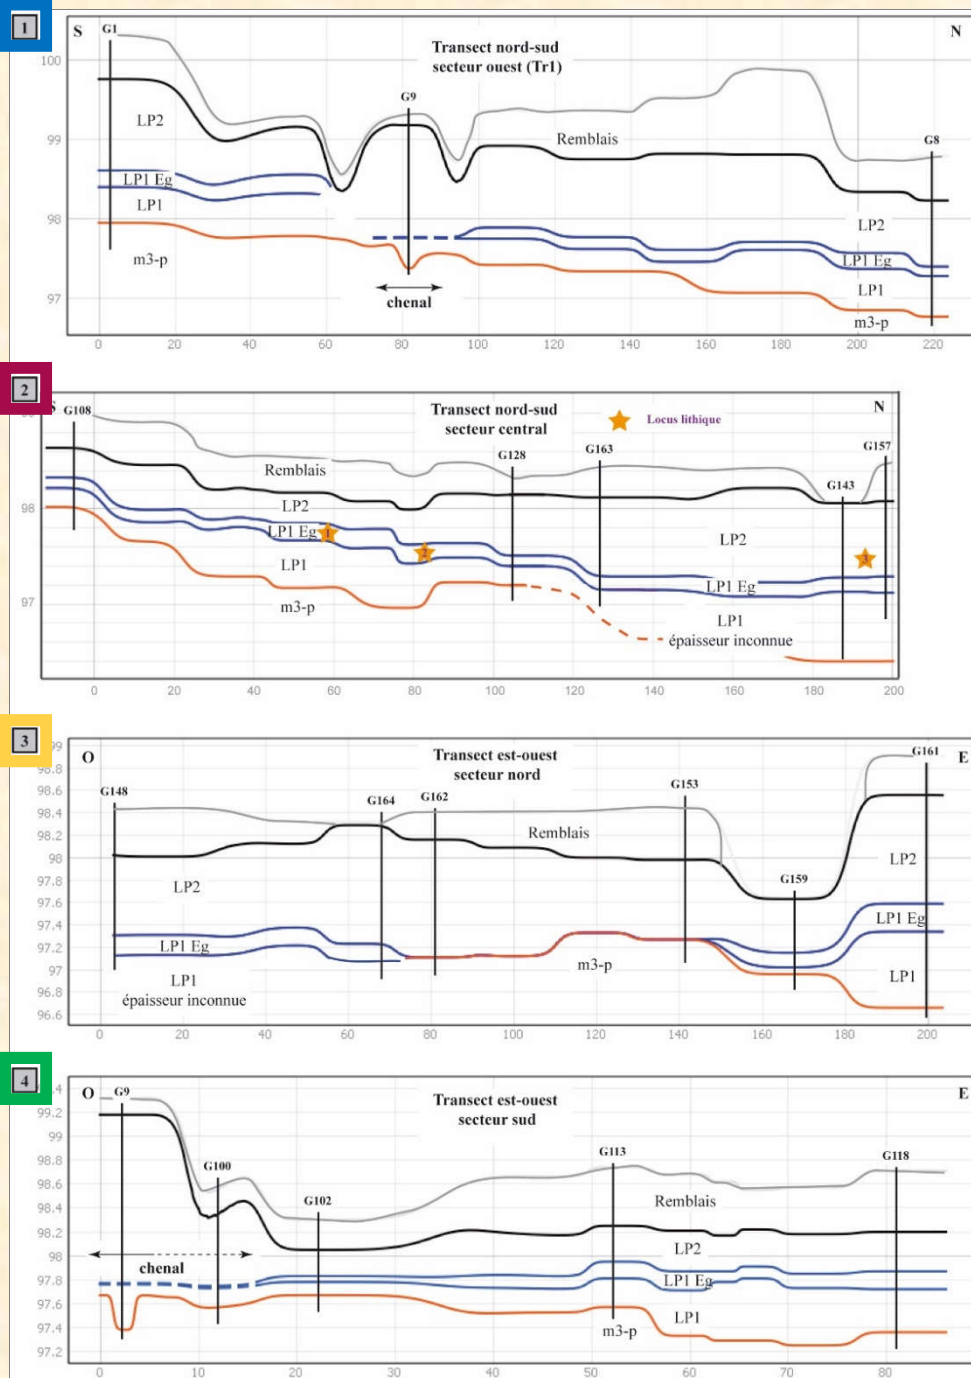 1
S
G1
Transect nord-sud
secteur ouest (Tr1)
N
100
G9
LP2
Remblais
99
G8
LP1 Eg
LP1
98
LP2
LP1 Eg
m3-p
LP1
97
chenal
m3-p
0 20 40 60 80 100 120 140 160 180 200 220
2
G108
Transect nord-sud
secteur central
Locus lithique
N
G128
G163
G157
Remblais
G143
LP2
98
LP1 Eg
1
LP2
2
3
LP1
LP1 Eg
m3-p
97
LP1
épaisseur inconnue
0 20 40 60 80 100 120 140 160 180 200
3
O
Transect est-ouest
secteur nord
E
G161
98.8
G148
G164
G162
G153
98.6
98.4
Remblais
98.2
98
LP2
G159
LP2
97.8
97.6
97.4
LP1 Eg
97.2
LP1 Eg
m3-p
97
LP1
épaisseur inconnue
LP1
96.8
96.6
0 20 40 60 80 100 120 140 160 180 200
4
O
G9
Transect est-ouest
secteur sud
E
99.2
99
98.8
G100
G113
G118
98.6
G102
Remblais
98.4
98.2
LP2
98
chenal
97.8
LP1 Eg
97.6
LP1
m3-p
97.4
97.2
0 10 20 30 40 50 60 70 80